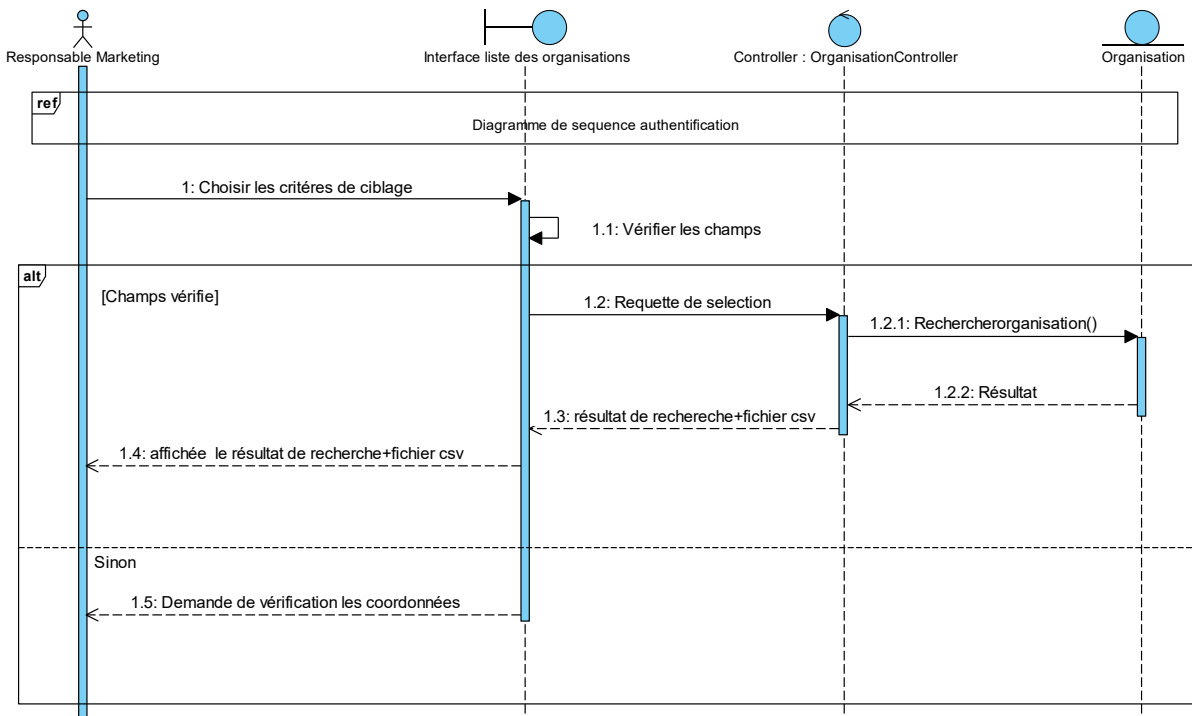 Responsable Marketing
Interface liste des organisations
Controller : OrganisationController
Organisation
ref
Diagramme de sequence authentification
1: Choisir les critéres de ciblage
1.1: Vérifier les champs
alt
[Champs vérifie]
1.2: Requette de selection
1.2.1: Rechercherorganisation()
1.2.2: Résultat
1.3: résultat de rechereche+fichier csv
1.4: affichée le résultat de recherche+fichier csv
Sinon
1.5: Demande de vérification les coordonnées